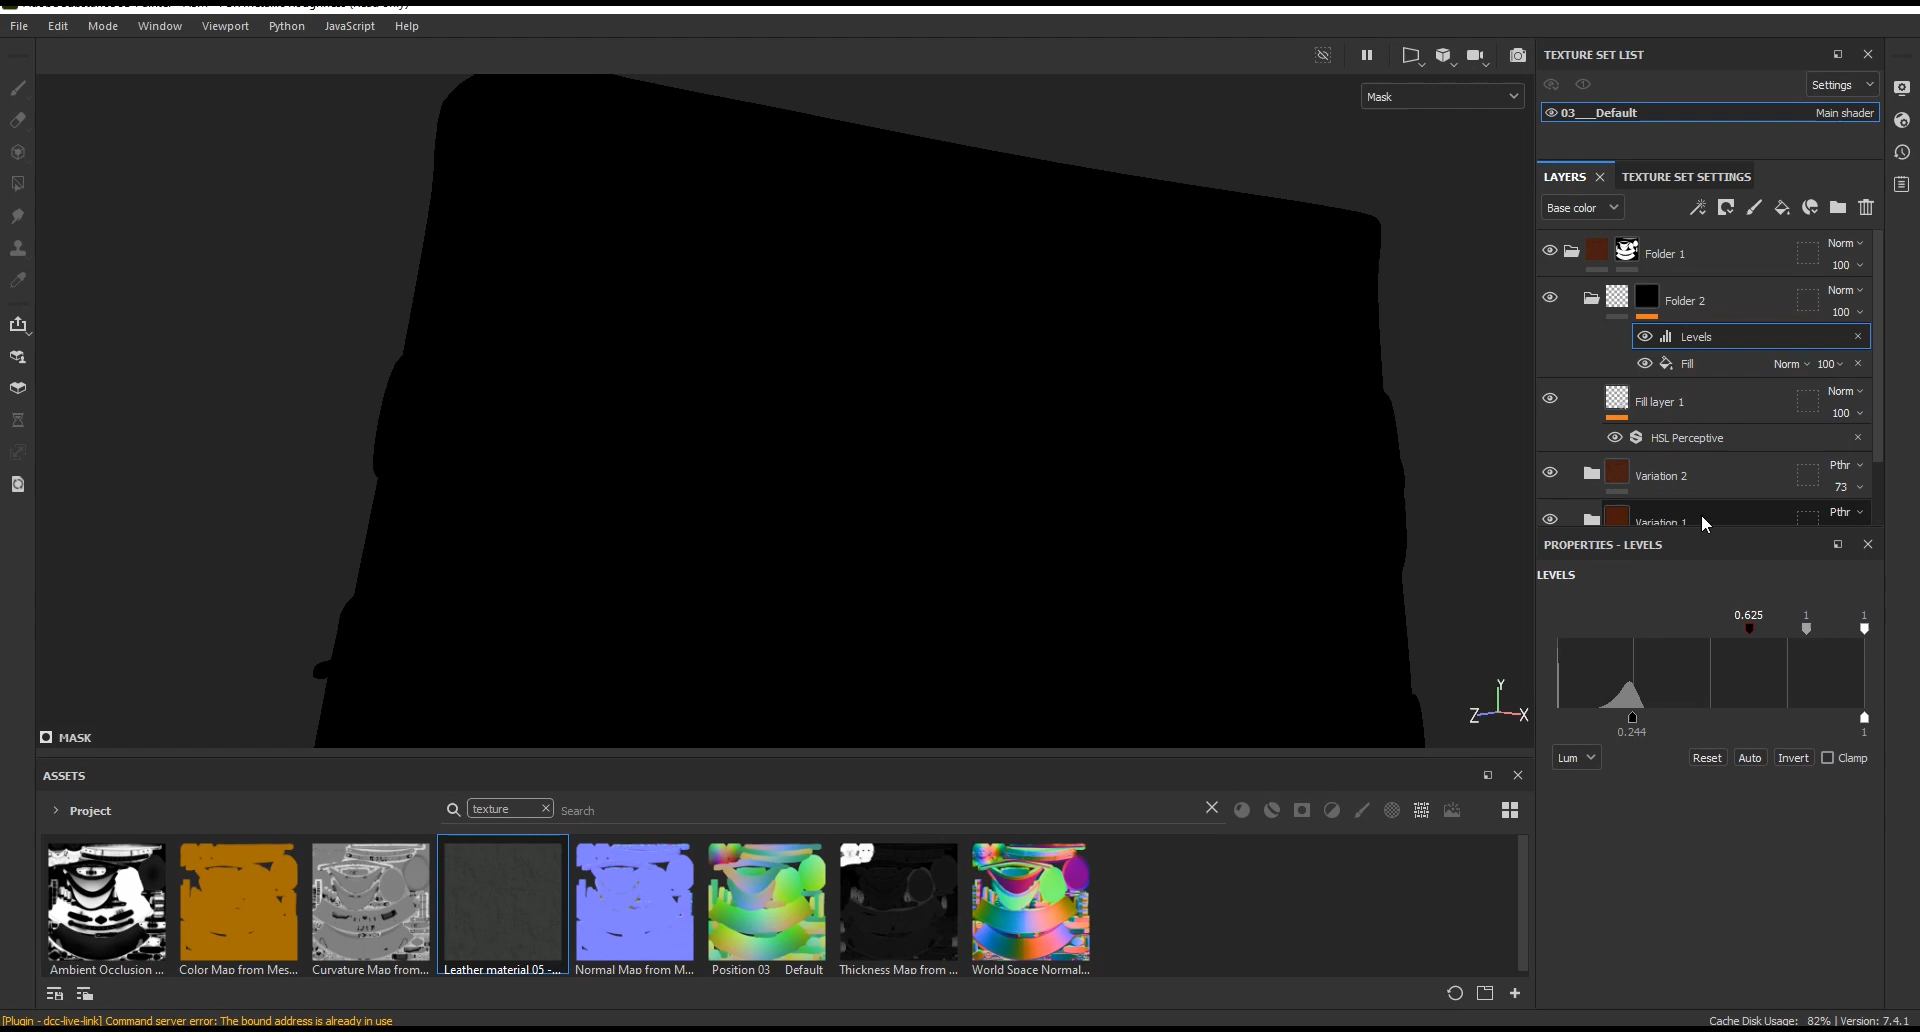 File Edit Mode Window Viewport Python JavaScript Help
Mask
TEXTURE SET LIST
Settings
03___Default Main shader
LAYERS TEXTURE SET SETTINGS
Base color
Folder 1 Norm 100
Folder 2 Norm 100
Levels
Fill Norm 100
Fill layer 1 Norm 100
HSL Perceptive
Variation 2 Pthr 73
Variation 1 Pthr
PROPERTIES - LEVELS
LEVELS
0.625 1 1
0.244 1
Lum Reset Auto Invert Clamp
Y
Z X
MASK
ASSETS
Project texture Search
Ambient Occlusion ... Color Map from Mes... Curvature Map from... Leather material 05 -... Normal Map from M... Position 03 Default Thickness Map from ... World Space Normal...
[Plugin - dcc-live-link] Command server error: The bound address is already in use
Cache Disk Usage: 82% | Version: 7.4.1